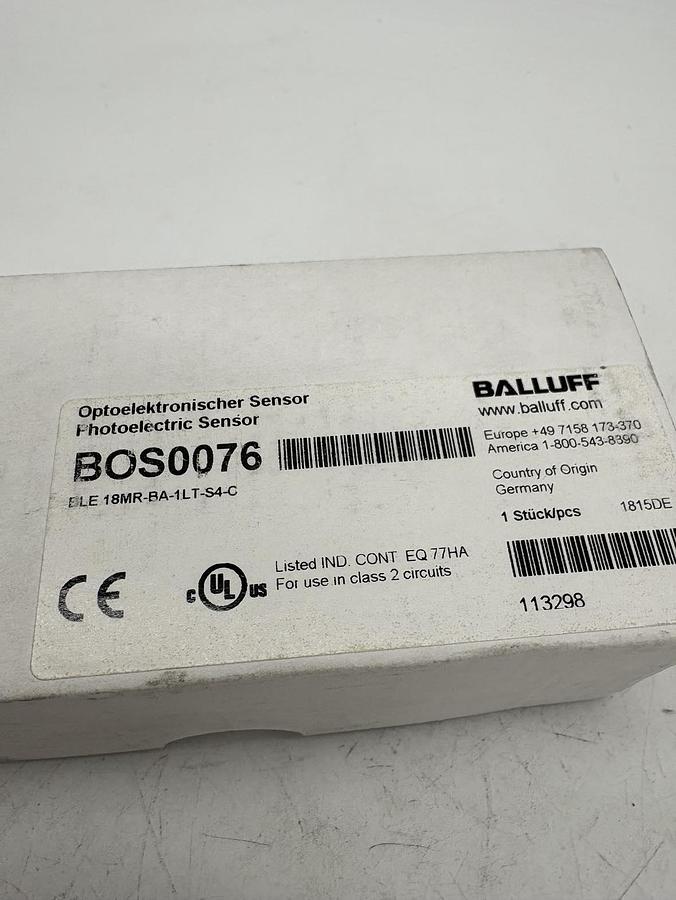 Optoelektronischer Sensor
Photoelectric Sensor
BOS0076
BLE 18MR-BA-1LT-S4-C
BALLUFF
www.balluff.com
Europe +49 7158 173-370
America 1-800-543-8390
Country of Origin
Germany
1 Stück/pcs 1815DE
CE
c UL us
Listed IND. CONT EQ 77HA
For use in class 2 circuits
113298